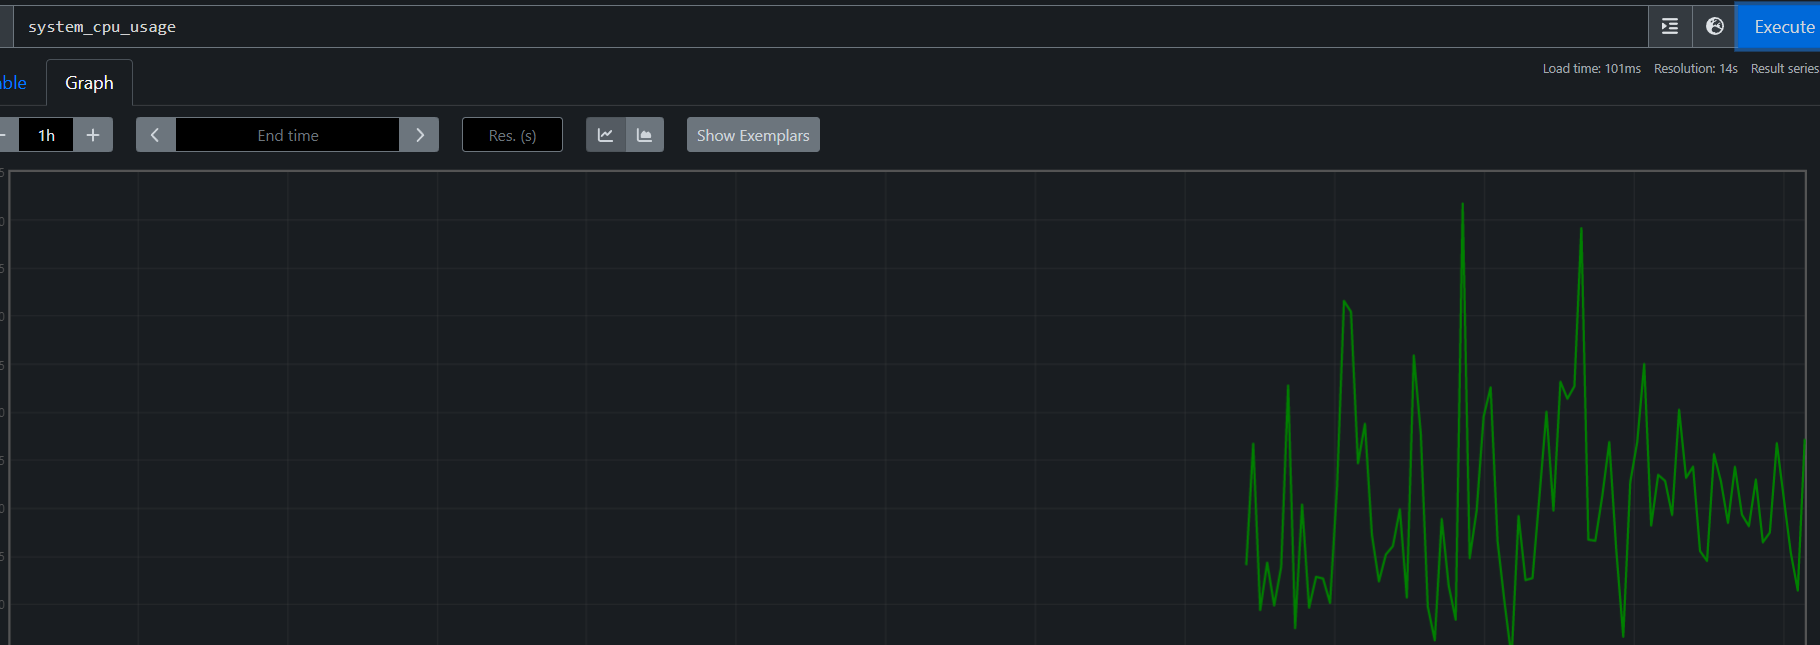 system_cpu_usage
Execute
Load time: 101ms Resolution: 14s Result series
Graph
1h
End time
Res. (s)
Show Exemplars